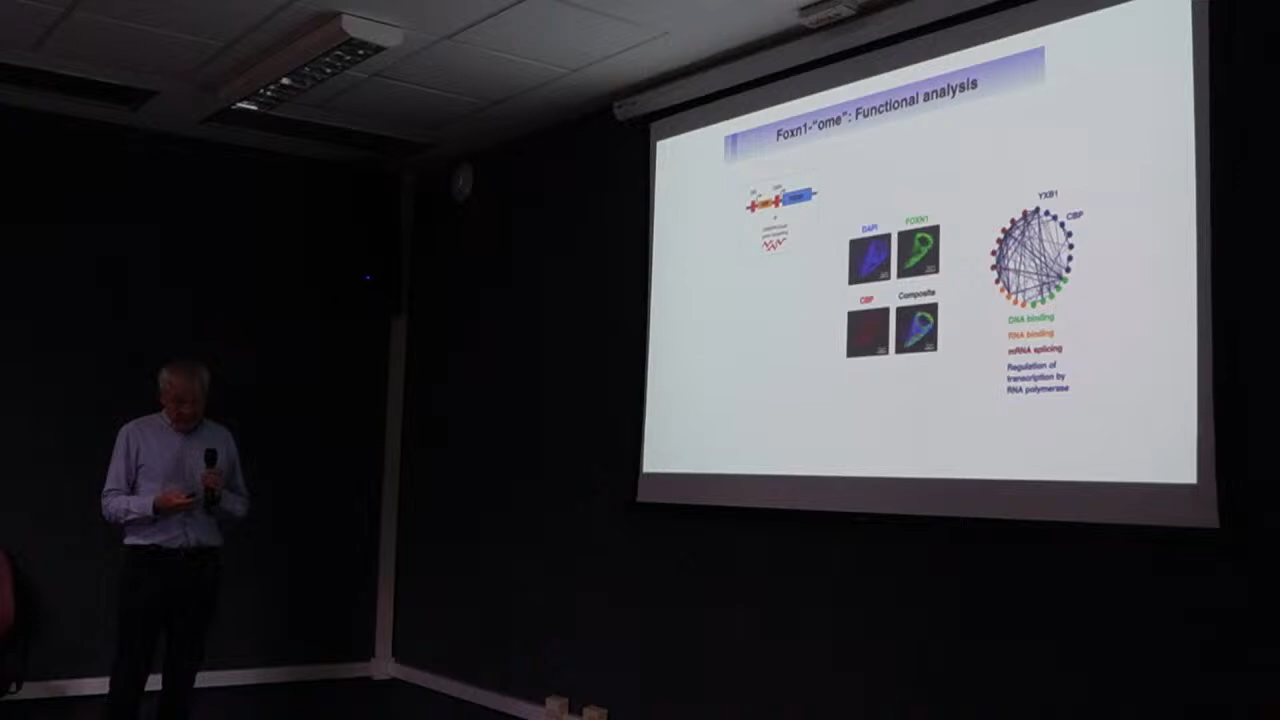 Foxn1-“ome”: Functional analysis
YXB1
CBP
DAPI
FOXN1
CBP
Composite
DNA binding
RNA binding
mRNA splicing
Regulation of
transcription by
RNA polymerase